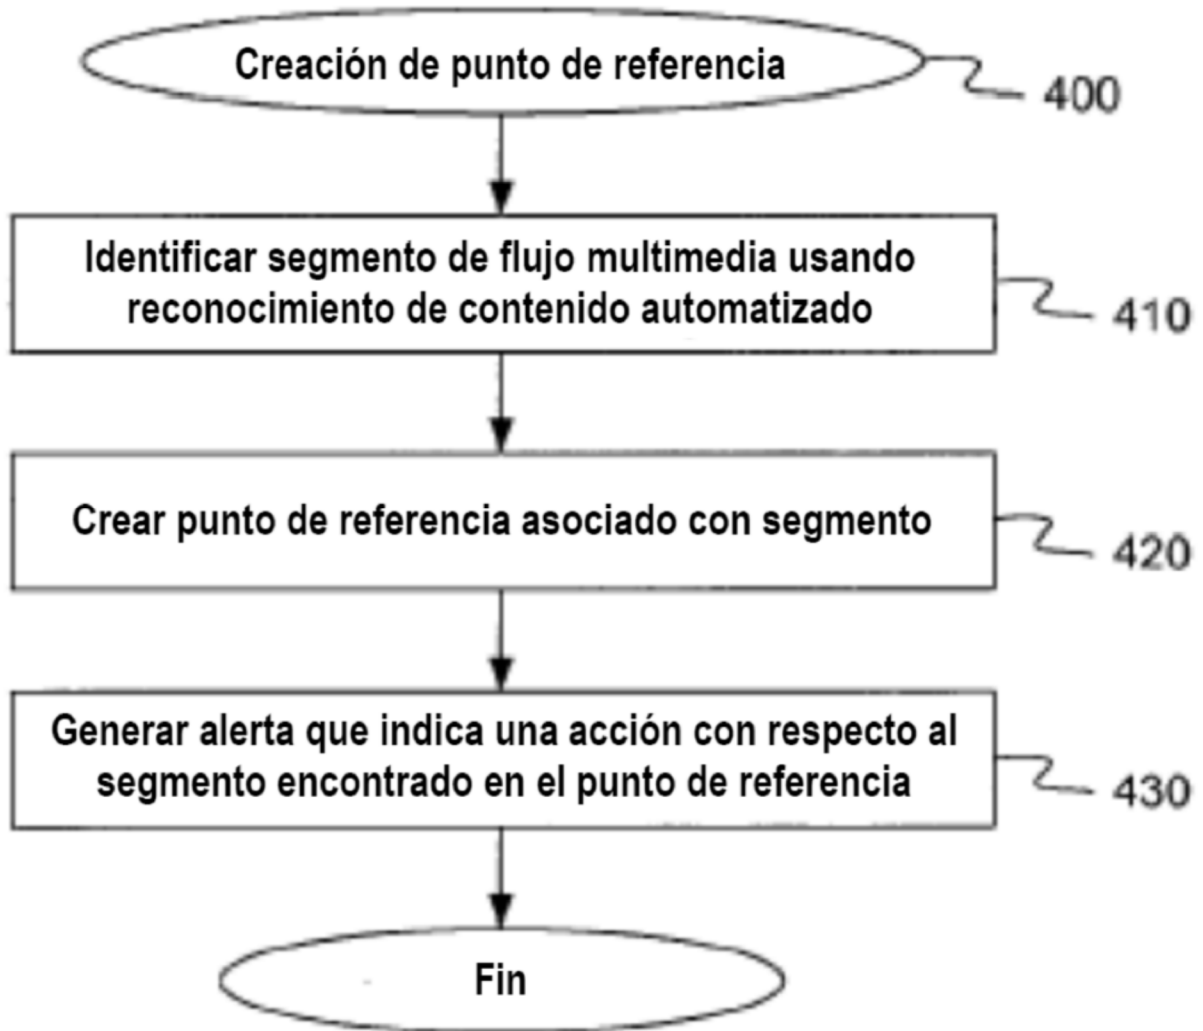 Creación de punto de referencia
400
Identificar segmento de flujo multimedia usando
reconocimiento de contenido automatizado
410
Crear punto de referencia asociado con segmento
420
Generar alerta que indica una acción con respecto al
segmento encontrado en el punto de referencia
430
Fin